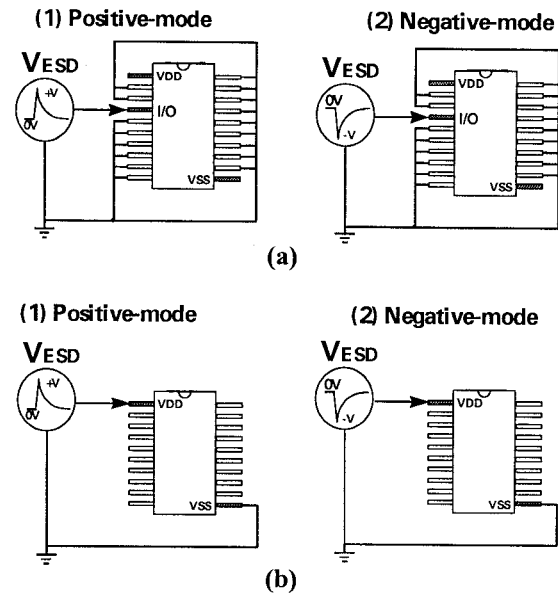 (1) Positive-mode
(2) Negative-mode
VESD
VESD
+V
0V
VDD
I/O
VSS
0V
-V
VDD
I/O
VSS
(a)
(1) Positive-mode
(2) Negative-mode
VESD
VESD
+V
0V
VDD
VSS
0V
-V
VDD
VSS
(b)